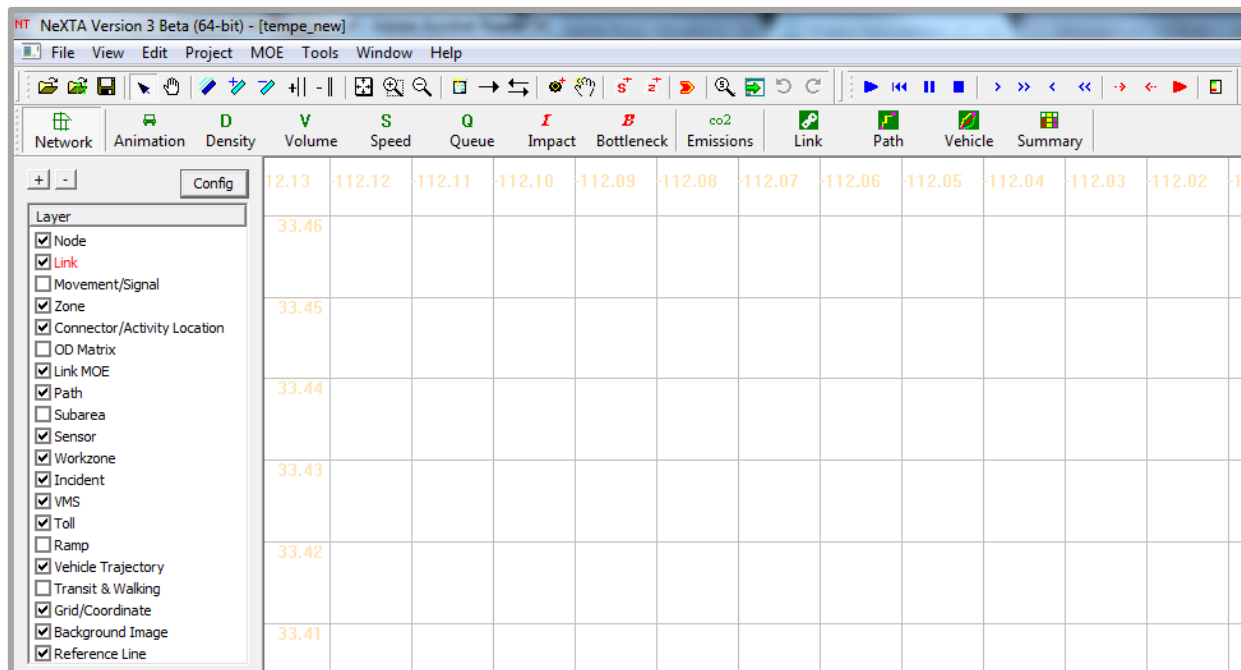 NT NeXTA Version 3 Beta (64-bit) - [tempe_new]
File View Edit Project MOE Tools Window Help
Network Animation D Density V Volume S Speed Q Queue I Impact B Bottleneck co2 Emissions Link Path Vehicle Summary
+ - Config
Layer
Node
Link
Movement/Signal
Zone
Connector/Activity Location
OD Matrix
Link MOE
Path
Subarea
Sensor
Workzone
Incident
VMS
Toll
Ramp
Vehicle Trajectory
Transit & Walking
Grid/Coordinate
Background Image
Reference Line
12.13 -112.12 -112.11 -112.10 -112.09 -112.08 -112.07 -112.06 -112.05 -112.04 -112.03 -112.02
33.46
33.45
33.44
33.43
33.42
33.41